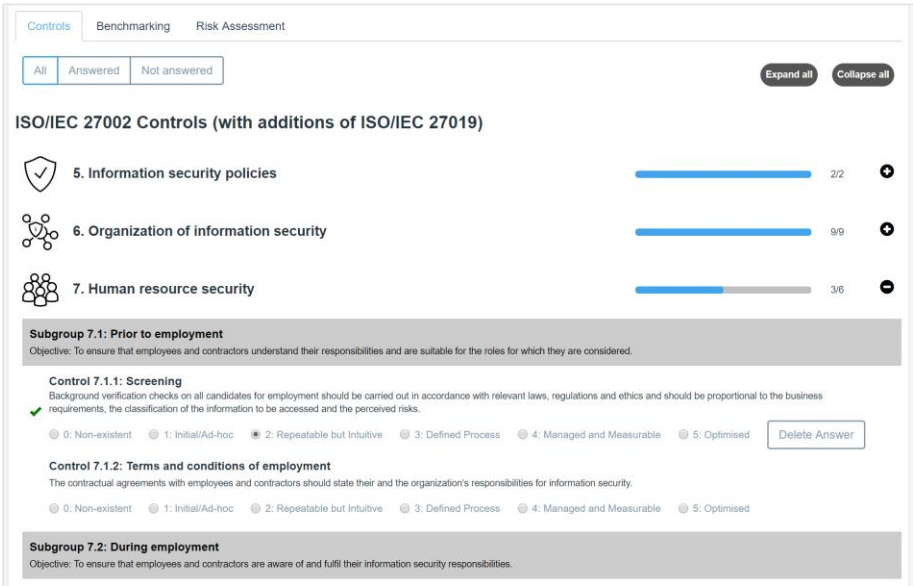 Controls Benchmarking Risk Assessment
All Answered Not answered Expand all Collapse all
ISO/IEC 27002 Controls (with additions of ISO/IEC 27019)
5. Information security policies 2/2
6. Organization of information security 9/9
7. Human resource security 3/6
Subgroup 7.1: Prior to employment
Objective: To ensure that employees and contractors understand their responsibilities and are suitable for the roles for which they are considered.
Control 7.1.1: Screening
Background verification checks on all candidates for employment should be carried out in accordance with relevant laws, regulations and ethics and should be proportional to the business
requirements, the classification of the information to be accessed and the perceived risks.
0: Non-existent 1: Initial/Ad-hoc 2: Repeatable but Intuitive 3: Defined Process 4: Managed and Measurable 5: Optimised Delete Answer
Control 7.1.2: Terms and conditions of employment
The contractual agreements with employees and contractors should state their and the organization's responsibilities for information security.
0: Non-existent 1: Initial/Ad-hoc 2: Repeatable but Intuitive 3: Defined Process 4: Managed and Measurable 5: Optimised
Subgroup 7.2: During employment
Objective: To ensure that employees and contractors are aware of and fulfil their information security responsibilities.